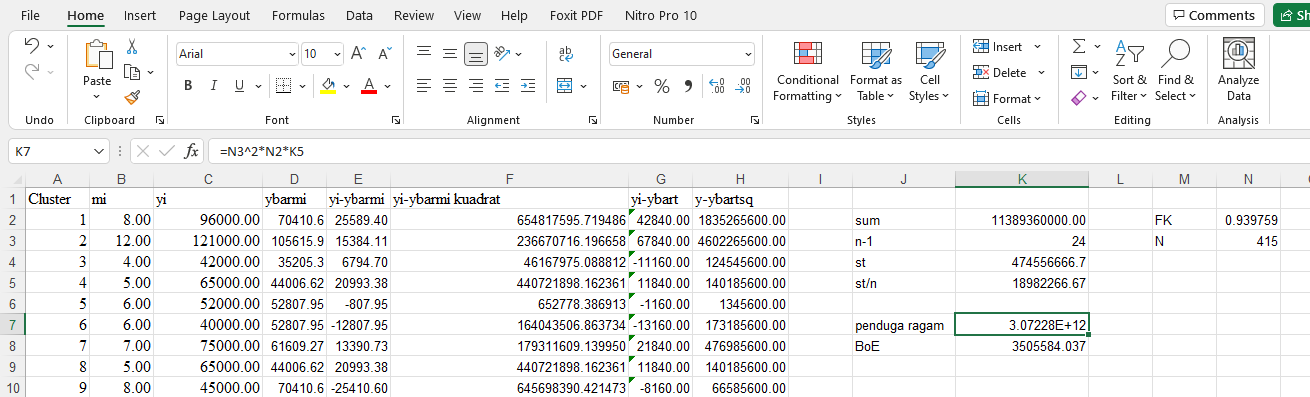 File Home Insert Page Layout Formulas Data Review View Help Foxit PDF Nitro Pro 10 Comments Sh
Arial 10 A A ab General Insert
Paste B I U A % Conditional Formatting Format as Table Cell Styles Delete Format Sort & Filter Find & Select Analyze Data
Undo Clipboard Font Alignment Number Styles Cells Editing Analysis
K7 fx =N3^2*N2*K5
A B C D E F G H I J K L M N
1 Cluster mi yi ybarmi yi-ybarmi yi-ybarmi kuadrat yi-ybart y-ybartsq
2 1 8.00 96000.00 70410.6 25589.40 654817595.719486 42840.00 1835265600.00 sum 11389360000.00 FK 0.939759
3 2 12.00 121000.00 105615.9 15384.11 236670716.196658 67840.00 4602265600.00 n-1 24 N 415
4 3 4.00 42000.00 35205.3 6794.70 46167975.088812 -11160.00 124545600.00 st 474556666.7
5 4 5.00 65000.00 44006.62 20993.38 440721898.162361 11840.00 140185600.00 st/n 18982266.67
6 5 6.00 52000.00 52807.95 -807.95 652778.386913 -1160.00 1345600.00
7 6 6.00 40000.00 52807.95 -12807.95 164043506.863734 -13160.00 173185600.00 penduga ragam 3.07228E+12
8 7 7.00 75000.00 61609.27 13390.73 179311609.139950 21840.00 476985600.00 BoE 3505584.037
9 8 5.00 65000.00 44006.62 20993.38 440721898.162361 11840.00 140185600.00
10 9 8.00 45000.00 70410.6 -25410.60 645698390.421473 -8160.00 66585600.00